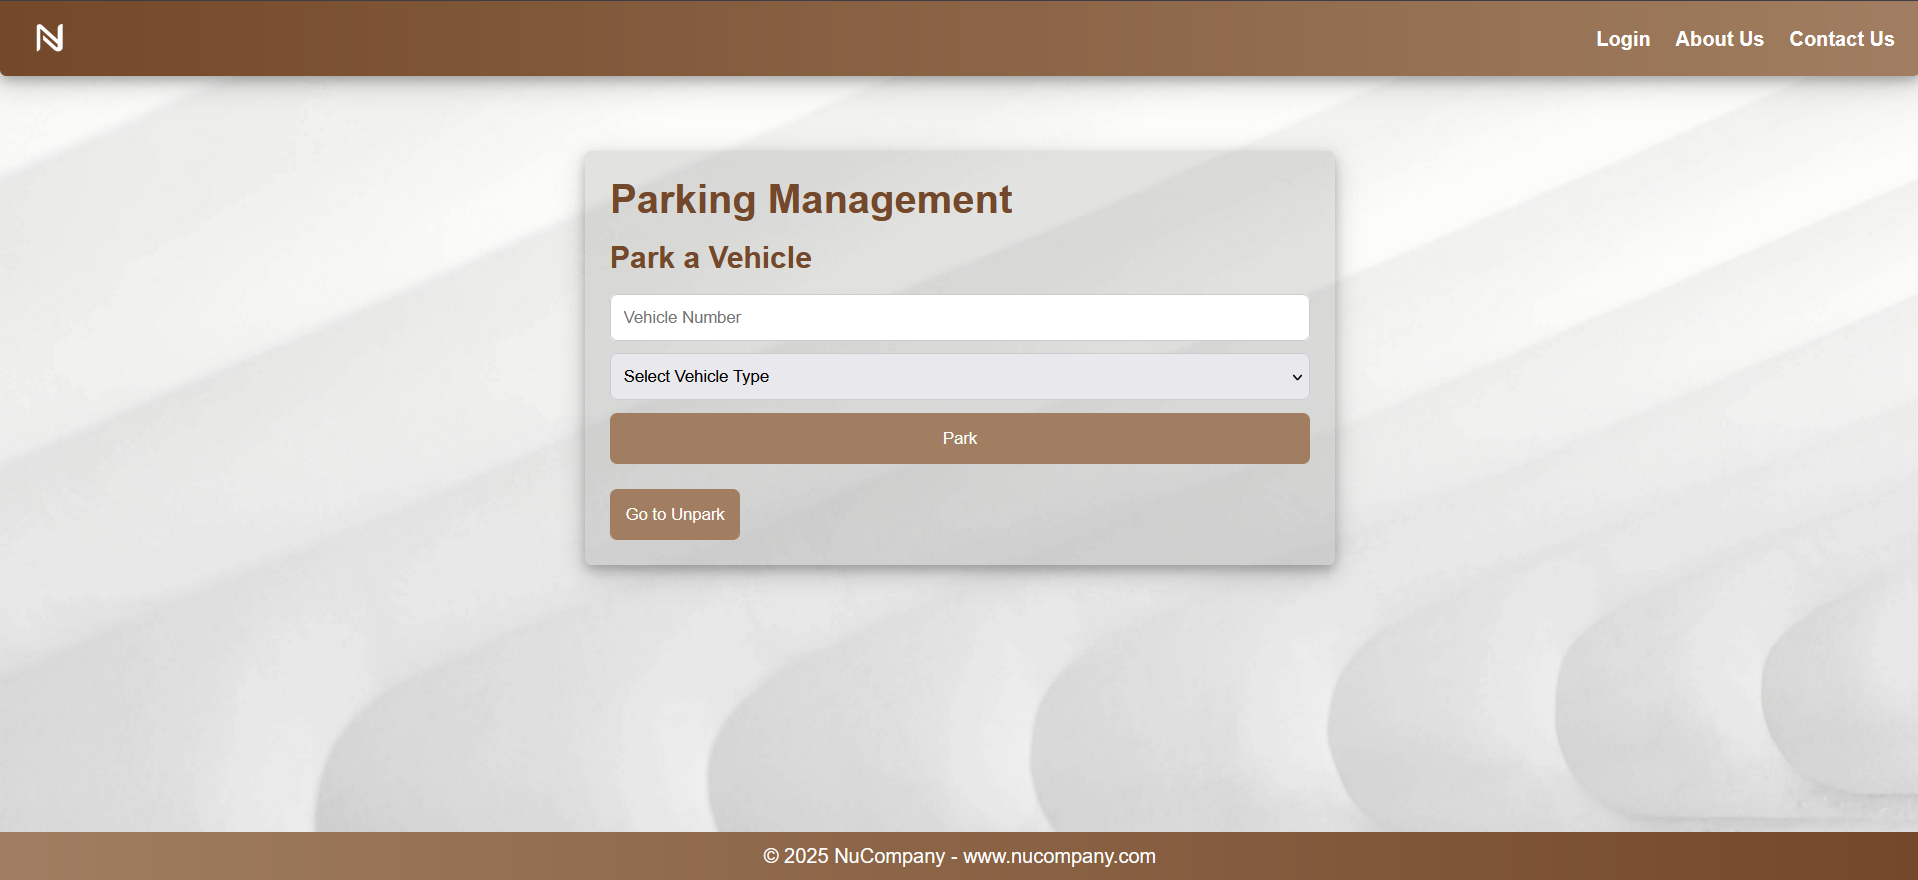 Login About Us Contact Us
Parking Management
Park a Vehicle
Vehicle Number
Select Vehicle Type
Park
Go to Unpark
© 2025 NuCompany - www.nucompany.com